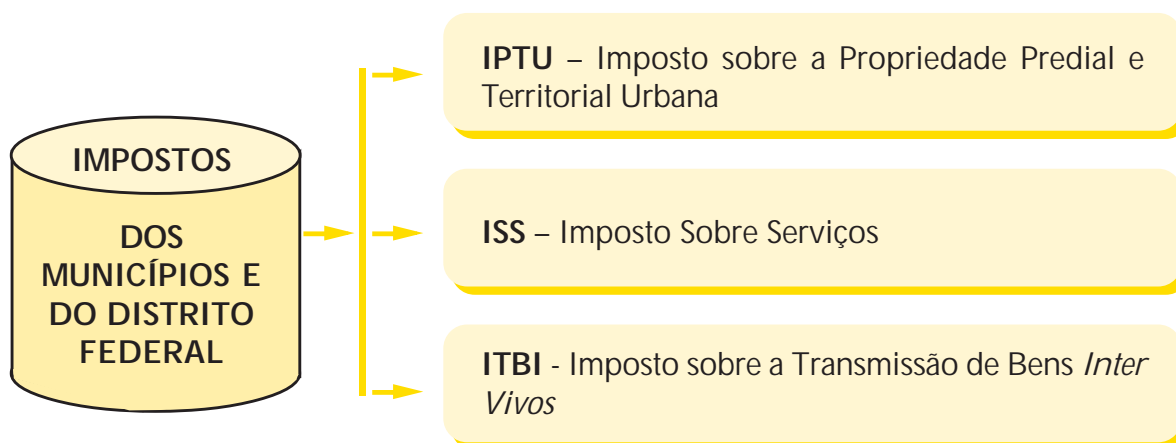 IMPOSTOS
DOS
MUNICÍPIOS E
DO DISTRITO
FEDERAL
IPTU – Imposto sobre a Propriedade Predial e
Territorial Urbana
ISS – Imposto Sobre Serviços
ITBI - Imposto sobre a Transmissão de Bens Inter
Vivos